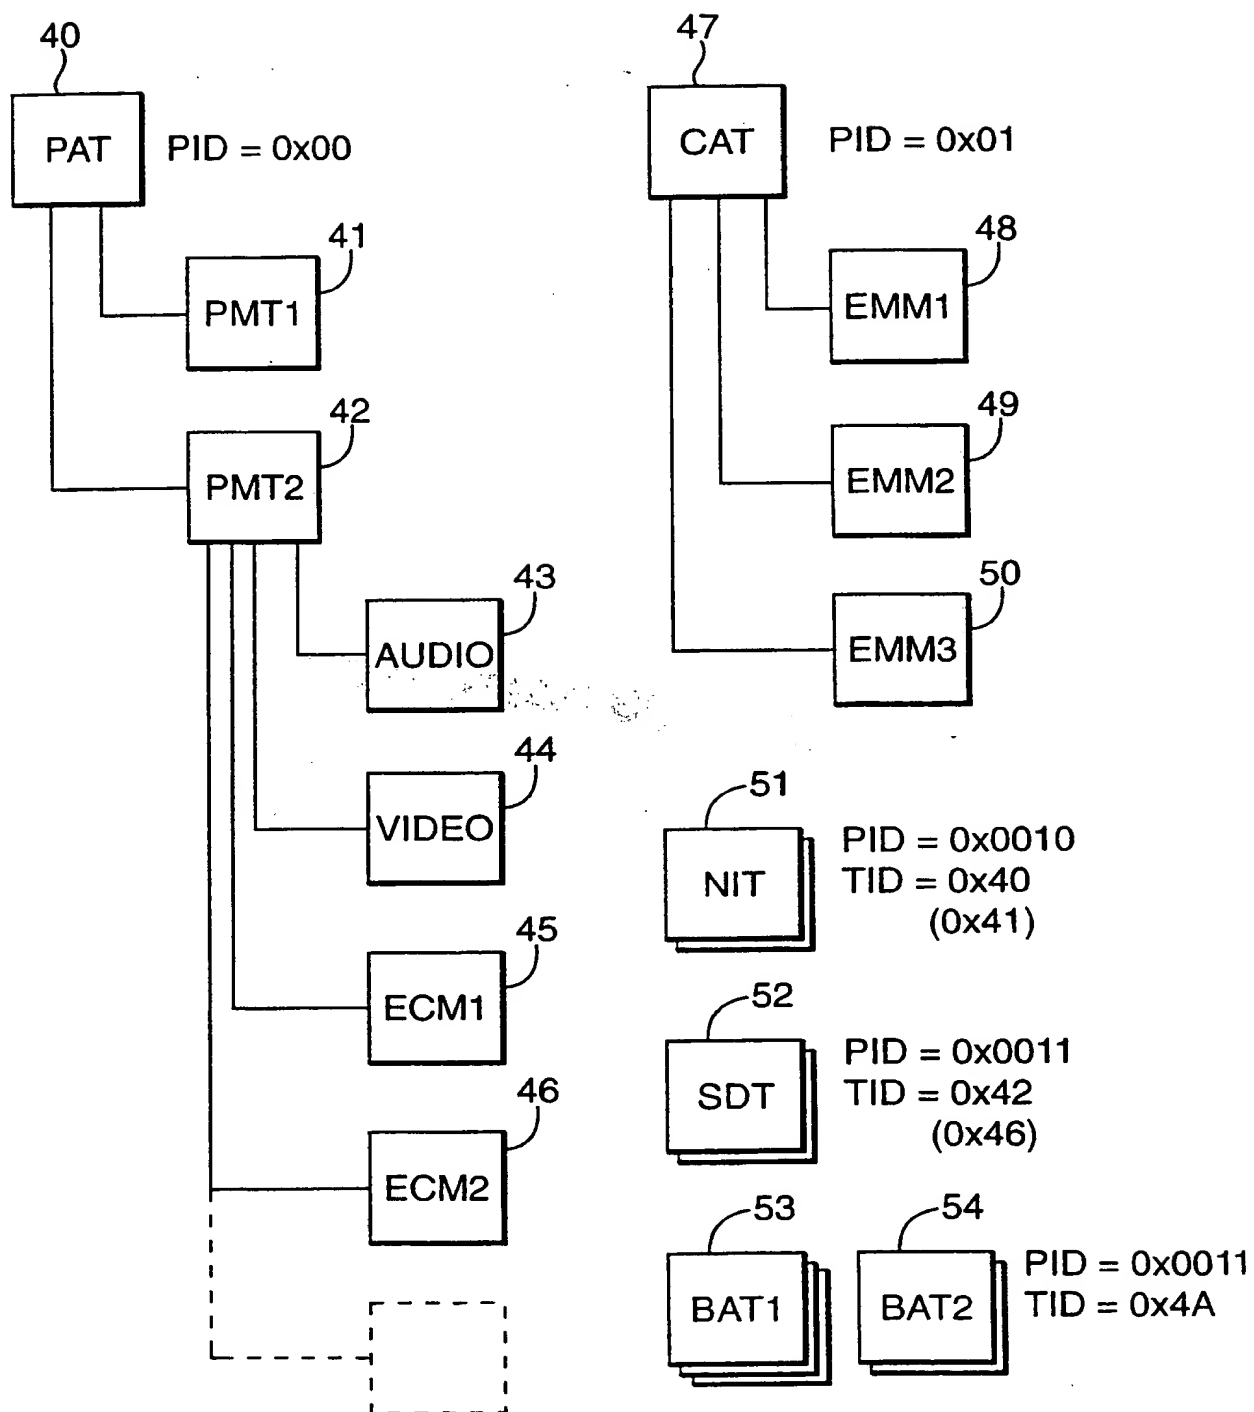 40
PAT
PID = 0x00
41
PMT1
42
PMT2
43
AUDIO
44
VIDEO
45
ECM1
46
ECM2
47
CAT
PID = 0x01
48
EMM1
49
EMM2
50
EMM3
51
NIT
PID = 0x0010
TID = 0x40
(0x41)
52
SDT
PID = 0x0011
TID = 0x42
(0x46)
53
BAT1
54
BAT2
PID = 0x0011
TID = 0x4A